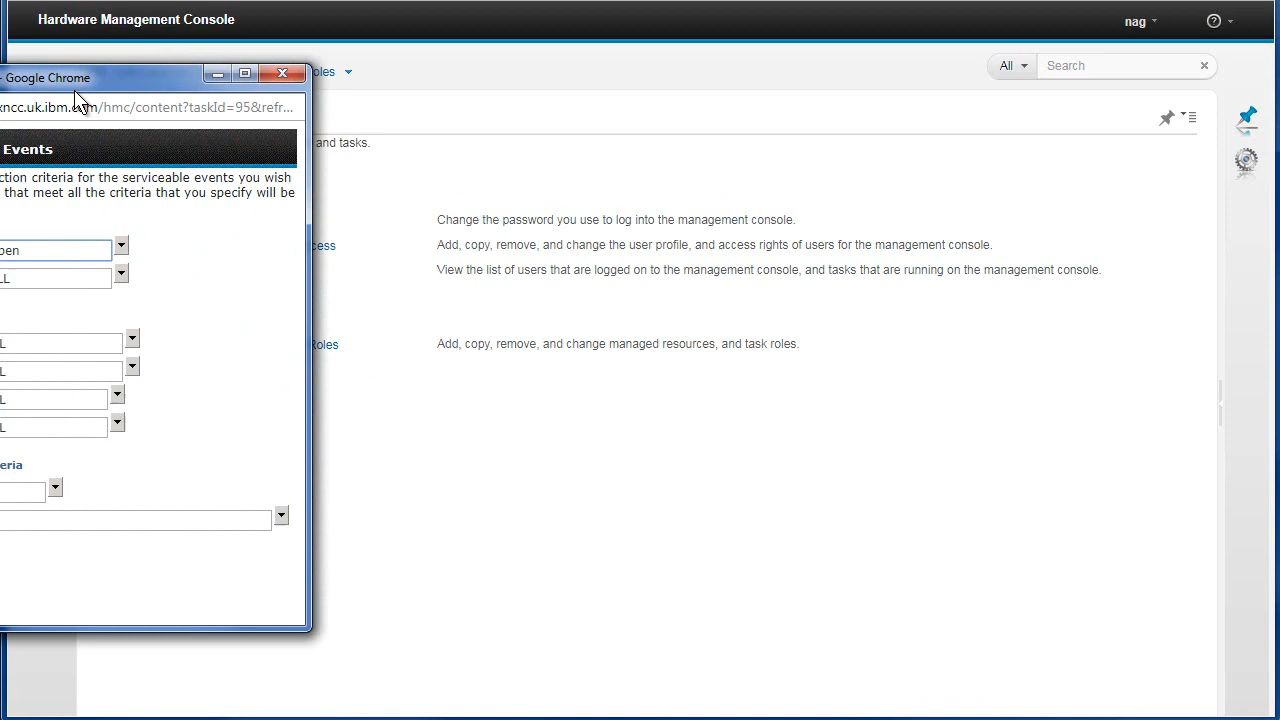 Hardware Management Console
nag
oles
All
Search
- Google Chrome
xncc.uk.ibm.com/hmc/content?taskId=95&refr...
and tasks.
Events
ction criteria for the serviceable events you wish
that meet all the criteria that you specify will be
Change the password you use to log into the management console.
cess
Add, copy, remove, and change the user profile, and access rights of users for the management console.
pen
View the list of users that are logged on to the management console, and tasks that are running on the management console.
LL
L
Roles
Add, copy, remove, and change managed resources, and task roles.
L
L
L
eria